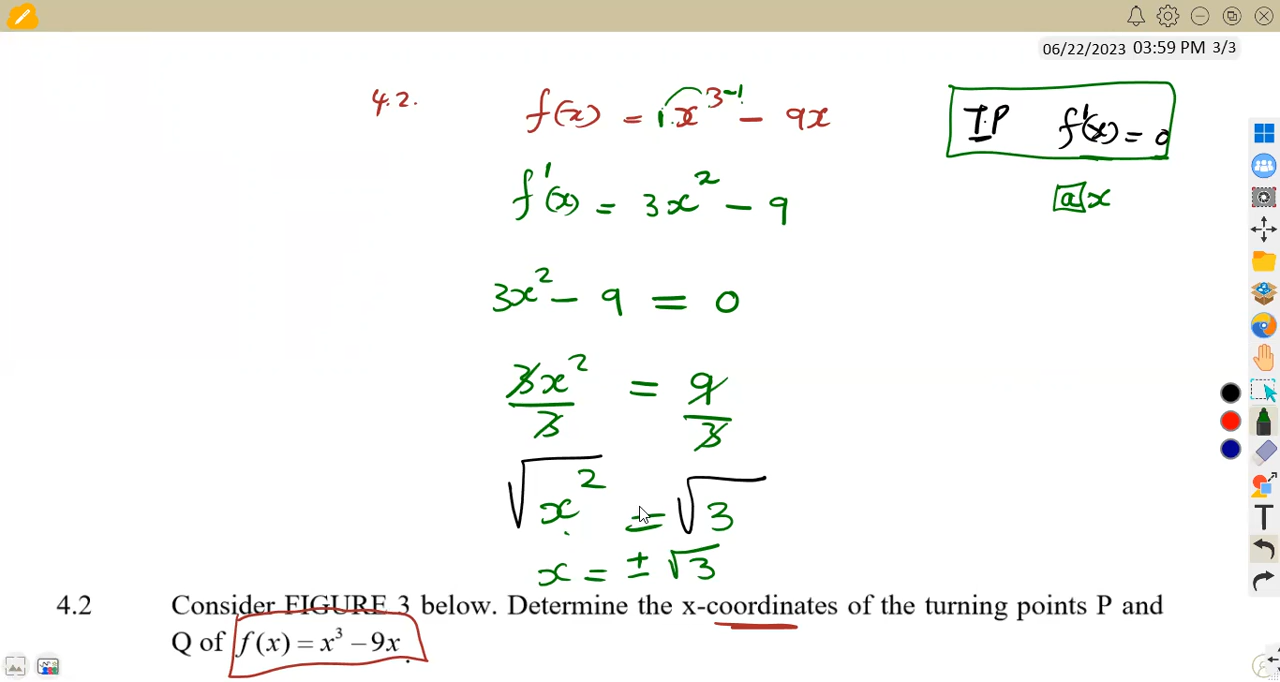 06/22/2023 03:59 PM 3/3
4.2. f(x) = 1x^{3-1} - 9x
T.P f'(x) = 0
f'(x) = 3x² - 9
a x
3x² - 9 = 0
3x²/3 = 9/3
√x² = √3
x = ± √3
4.2 Consider FIGURE 3 below. Determine the x-coordinates of the turning points P and
Q of f(x) = x³ - 9x